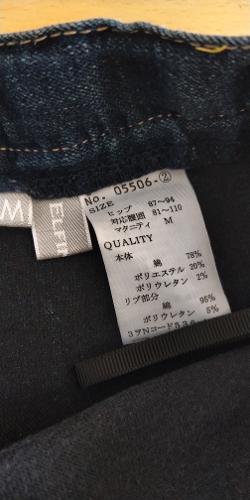 M
ELF
No. 05506-②
SIZE
ヒップ 87~94
対応腹囲 81~110
マタニティ M
QUALITY
本体 綿 78%
ポリエステル 20%
ポリウレタン 2%
リブ部分
綿 95%
ポリウレタン 5%